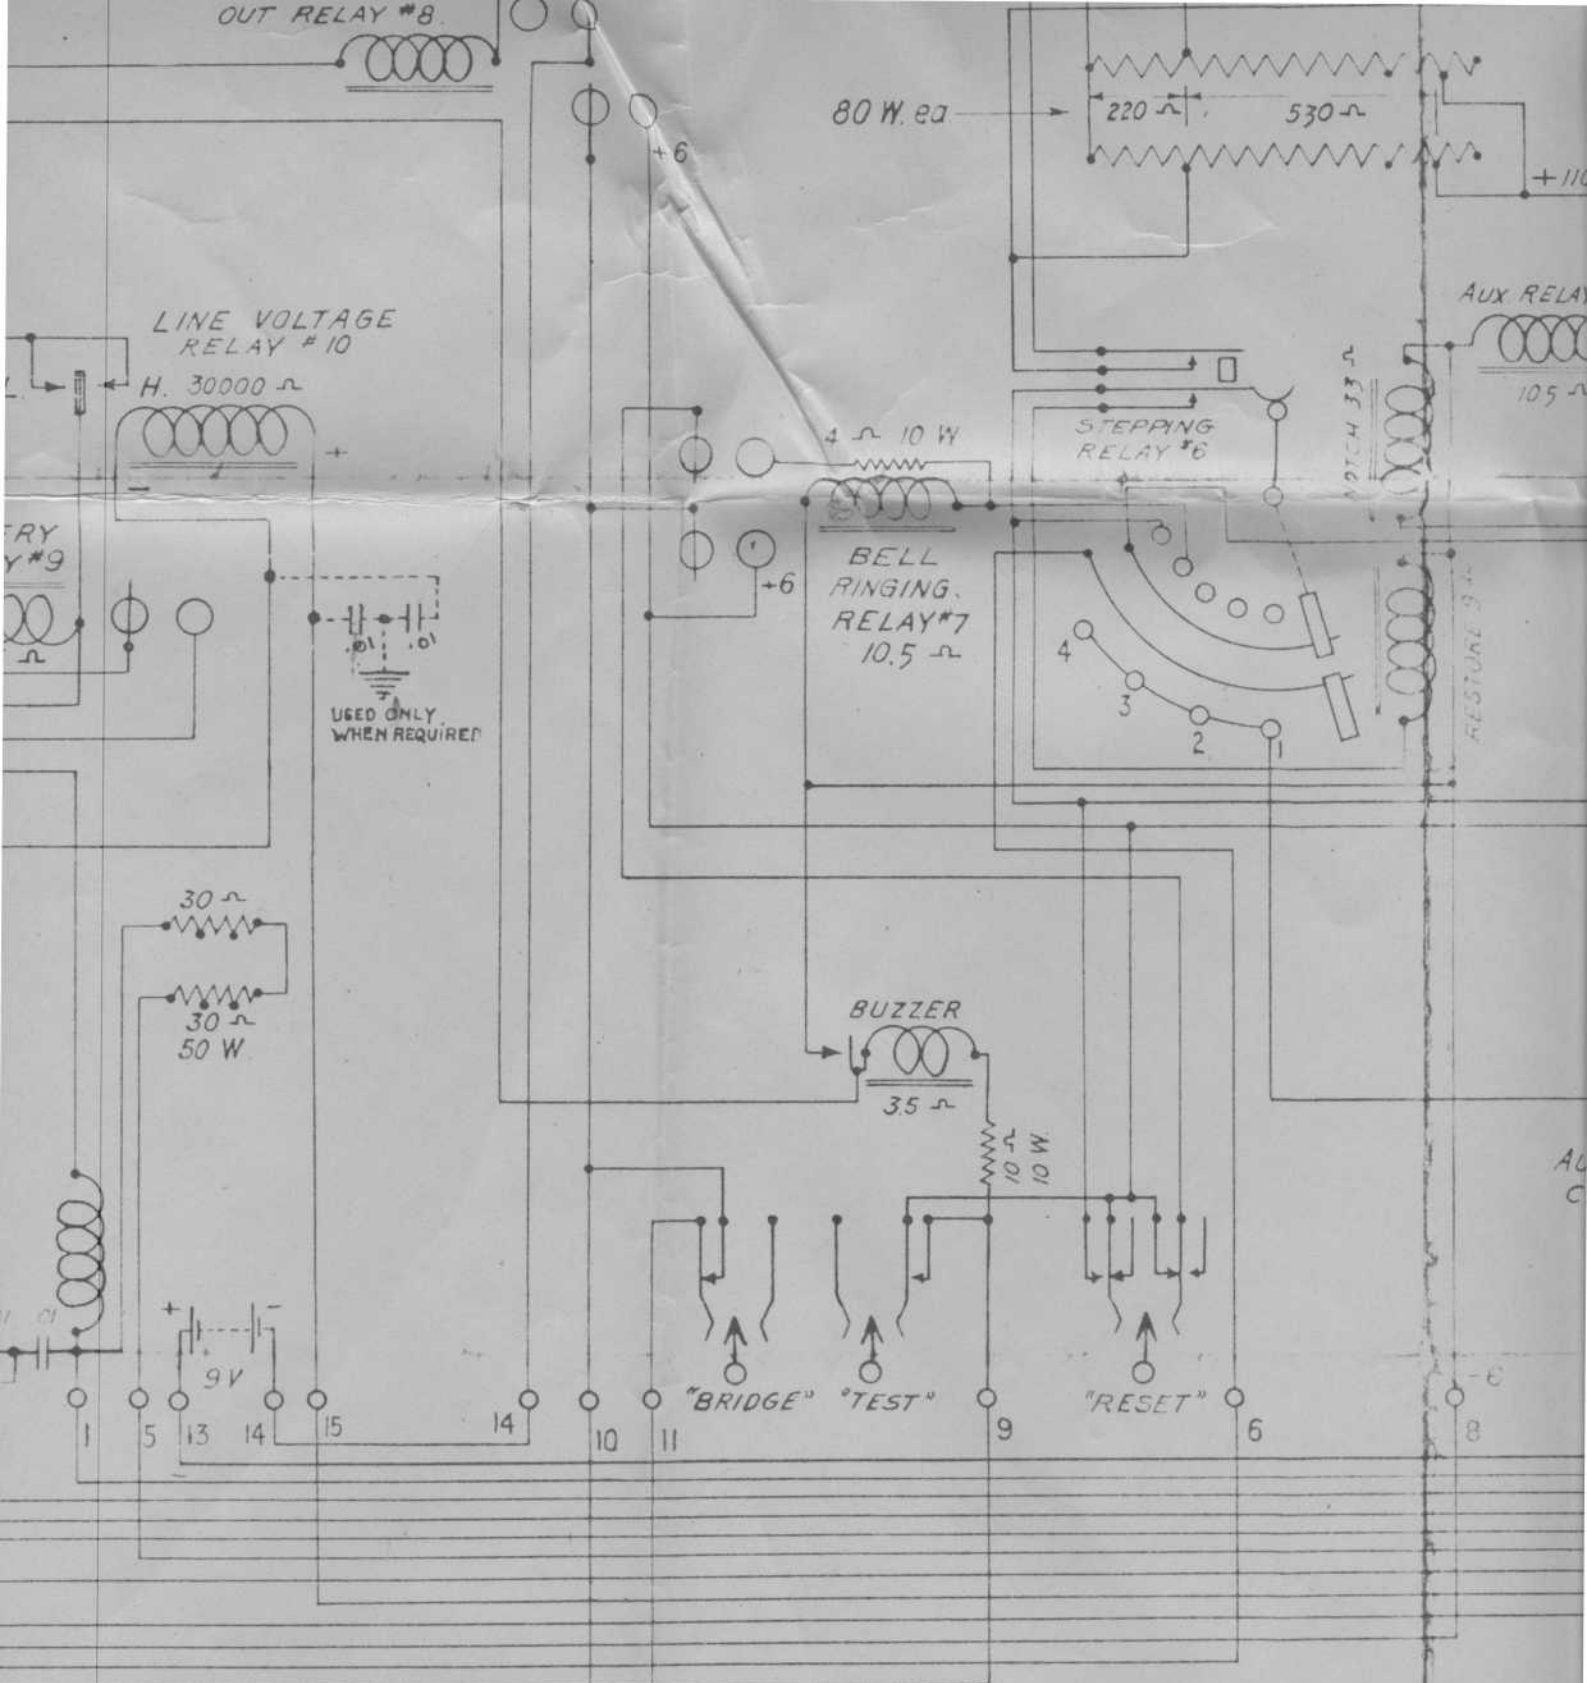 OUT RELAY #8
80 W. ea
220 Ω
530 Ω
+6
+110
LINE VOLTAGE
RELAY #10
H. 30000 Ω
+
−
AUX. RELAY
105 Ω
NOTCH 33 Ω
STEPPING
RELAY #6
4 Ω 10 W
BELL
RINGING.
RELAY #7
10.5 Ω
+6
ERY
Y #9
Ω
.01 .01
USED ONLY
WHEN REQUIRED
4
3
2
1
RESTORE
30 Ω
30 Ω
50 W.
BUZZER
3.5 Ω
10 Ω
10 W.
+ −
9V
"BRIDGE" "TEST" "RESET"
-6
1 5 13 14 15 14 10 11 9 6 8